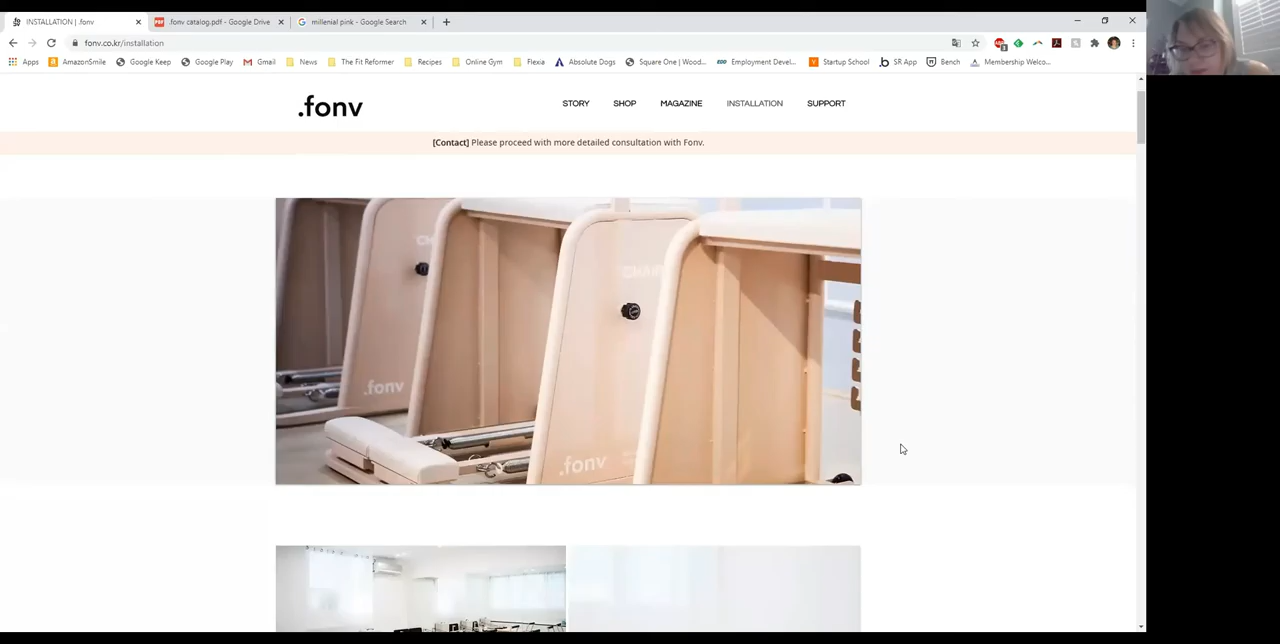 INSTALLATION | .fonv
.fonv catalog.pdf - Google Drive
millenial pink - Google Search
fonv.co.kr/installation
Apps
AmazonSmile
Google Keep
Google Play
Gmail
News
The Fit Reformer
Recipes
Online Gym
Flexia
Absolute Dogs
Square One | Wood...
Employment Devel...
Startup School
SR App
Bench
Membership Welco...
.fonv
STORY
SHOP
MAGAZINE
INSTALLATION
SUPPORT
[Contact] Please proceed with more detailed consultation with Fonv.
.fonv
.fonv